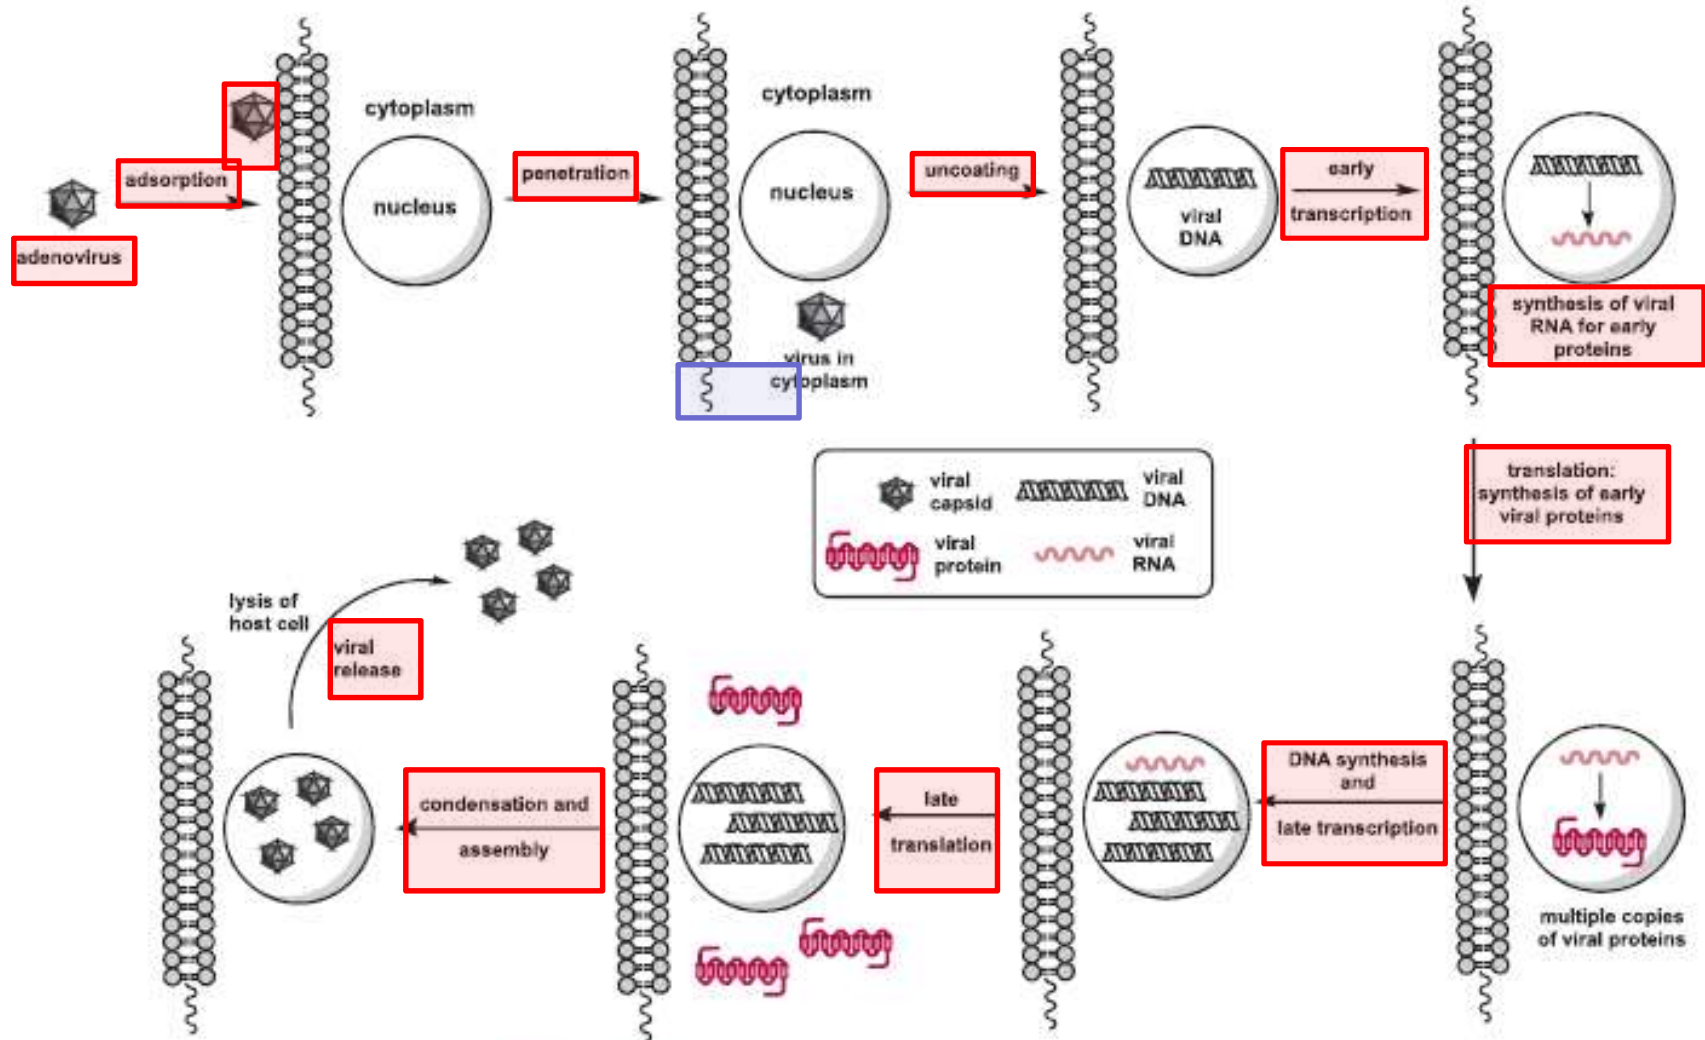 cytoplasm
adsorption
nucleus
adenovirus
penetration
cytoplasm
nucleus
virus in
cytoplasm
uncoating
viral
DNA
early
transcription
synthesis of viral
RNA for early
proteins
translation:
synthesis of early
viral proteins
viral
capsid
viral
DNA
viral
protein
viral
RNA
multiple copies
of viral proteins
DNA synthesis
and
late transcription
late
translation
condensation and
assembly
lysis of
host cell
viral
release